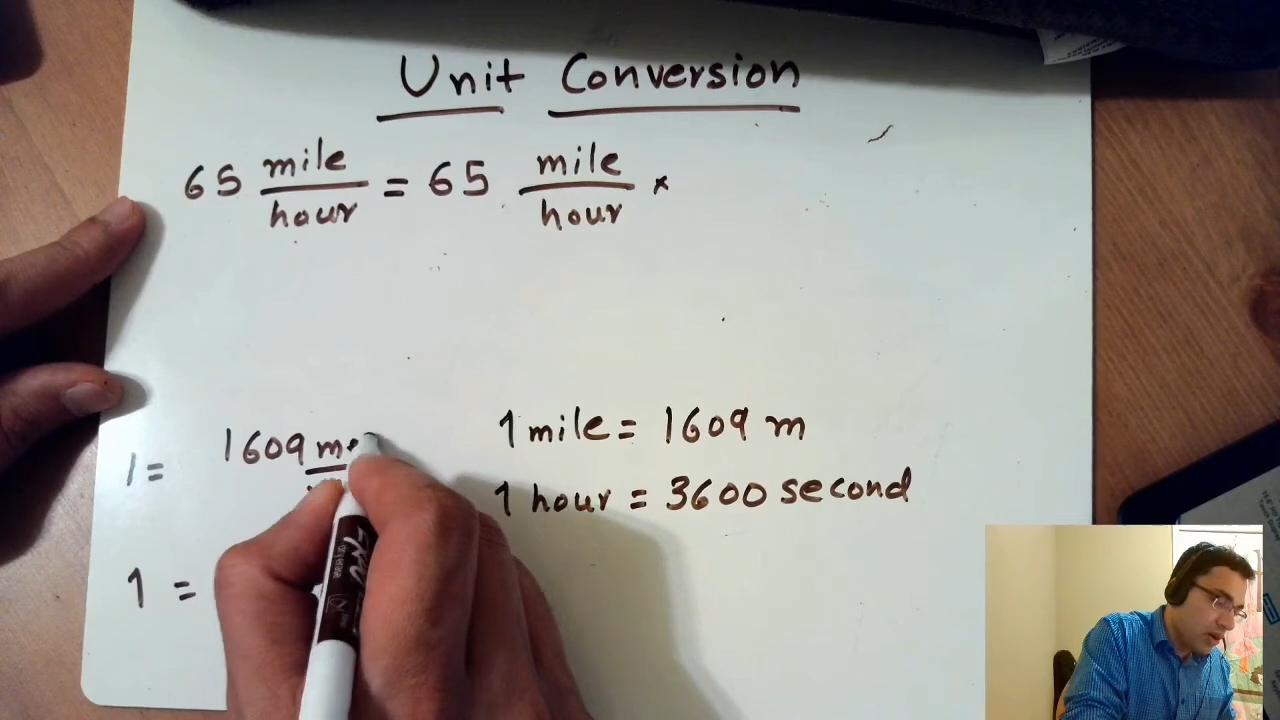 Unit Conversion
65 mile/hour = 65 mile/hour ×
1 mile = 1609 m
1 = 1609
1 hour = 3600 second
1 =